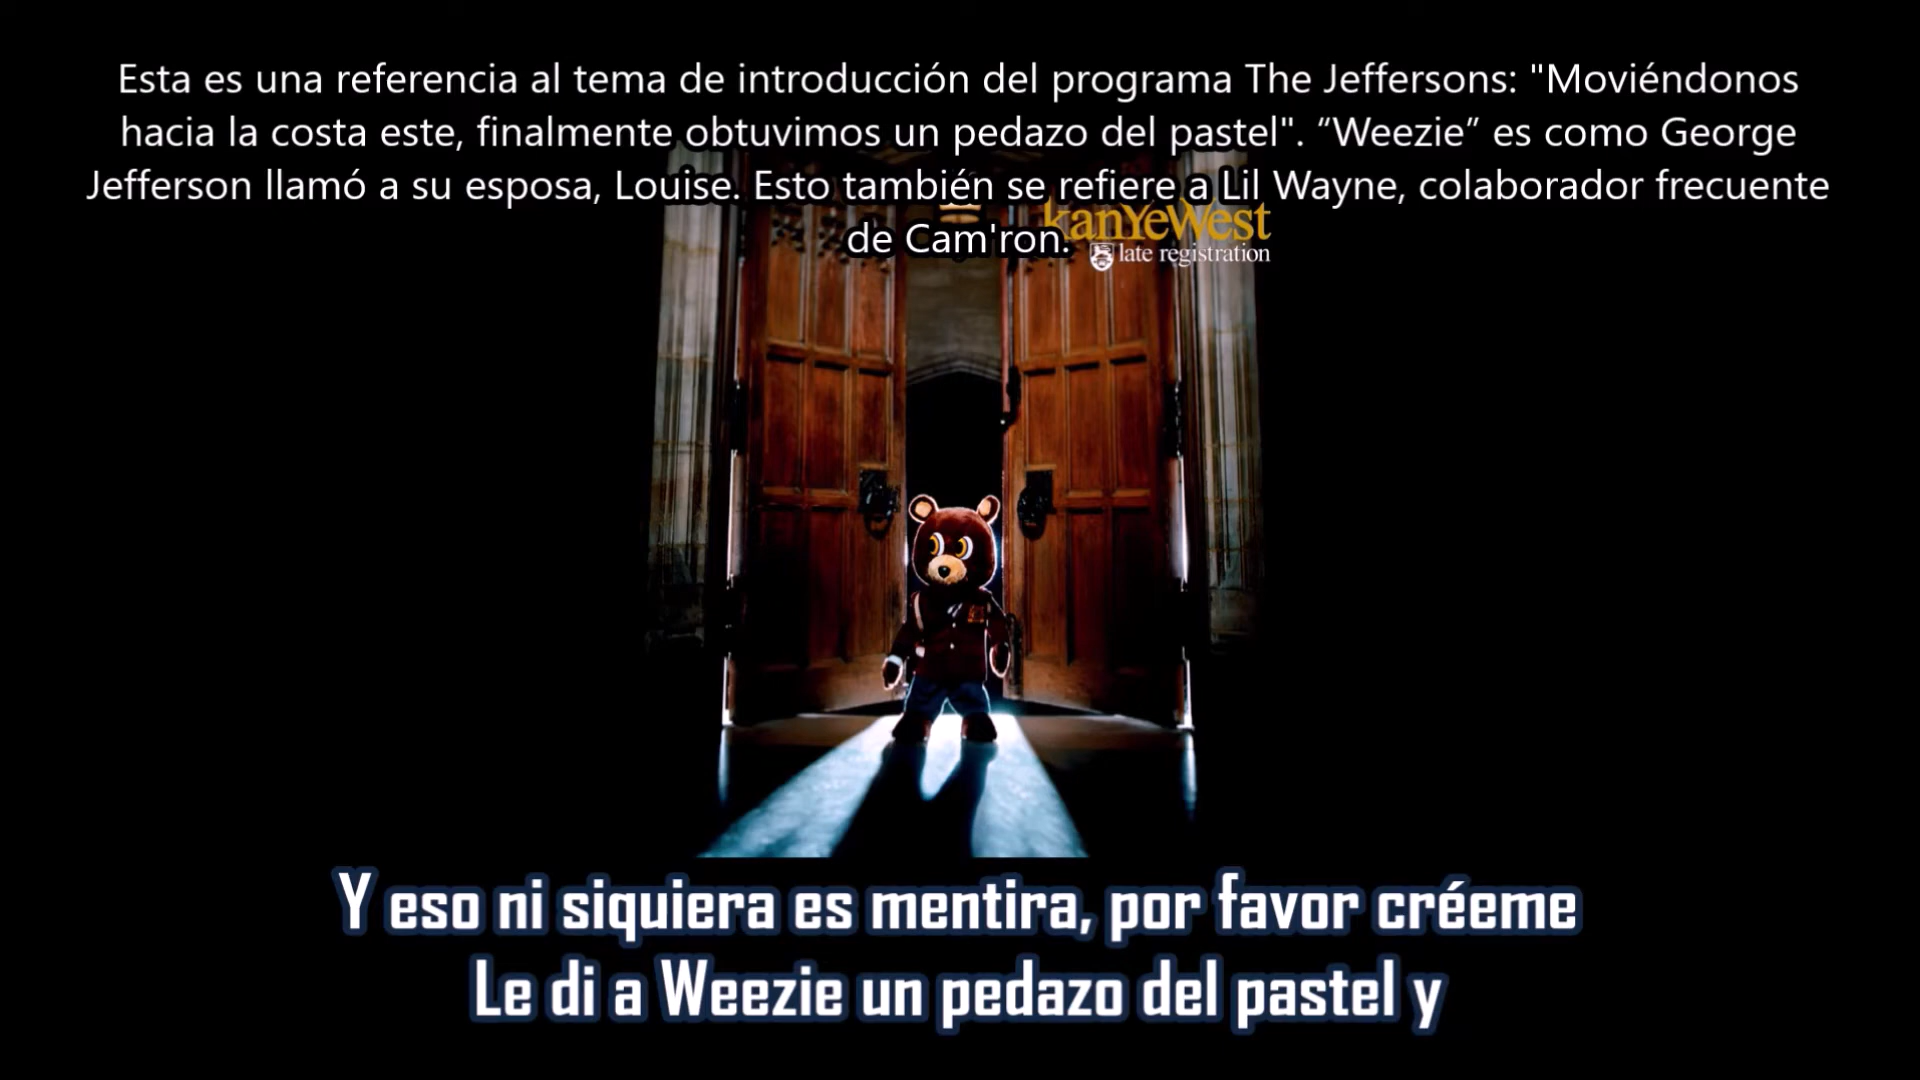 Esta es una referencia al tema de introducción del programa The Jeffersons: "Moviéndonos
hacia la costa este, finalmente obtuvimos un pedazo del pastel". “Weezie” es como George
Jefferson llamó a su esposa, Louise. Esto también se refiere a Lil Wayne, colaborador frecuente
de Cam'ron.
kanYeWest
late registration
Y eso ni siquiera es mentira, por favor créeme
Le di a Weezie un pedazo del pastel y